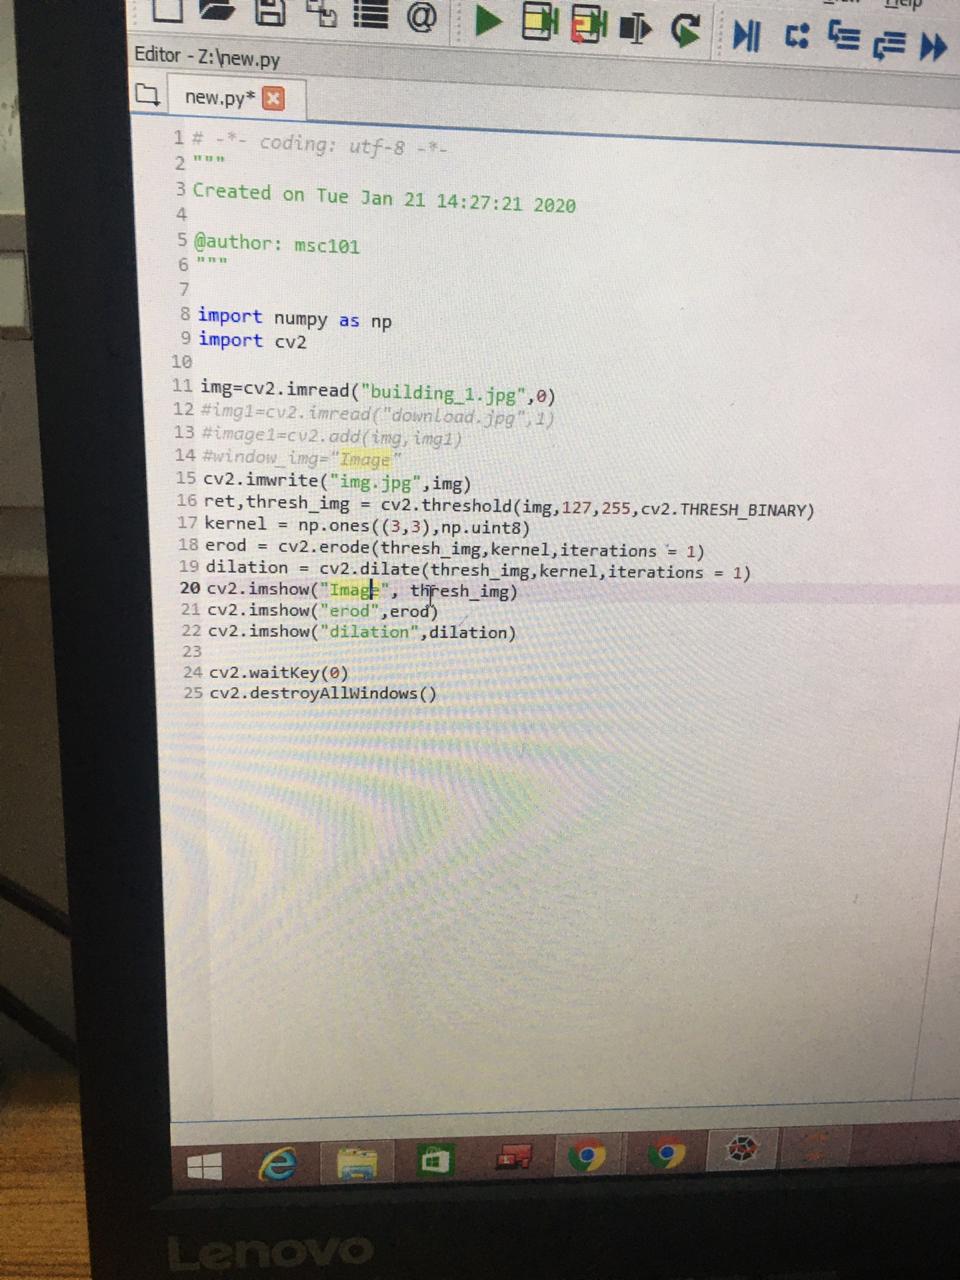 Help
Editor - Z:\new.py
new.py*
1 # -*- coding: utf-8 -*-
2 """
3 Created on Tue Jan 21 14:27:21 2020
4
5 @author: msc101
6 """
7
8 import numpy as np
9 import cv2
10
11 img=cv2.imread("building_1.jpg",0)
12 #img1=cv2.imread("download.jpg",1)
13 #image1=cv2.add(img,img1)
14 #window_img="Image"
15 cv2.imwrite("img.jpg",img)
16 ret,thresh_img = cv2.threshold(img,127,255,cv2.THRESH_BINARY)
17 kernel = np.ones((3,3),np.uint8)
18 erod = cv2.erode(thresh_img,kernel,iterations = 1)
19 dilation = cv2.dilate(thresh_img,kernel,iterations = 1)
20 cv2.imshow("Image", thresh_img)
21 cv2.imshow("erod",erod)
22 cv2.imshow("dilation",dilation)
23
24 cv2.waitKey(0)
25 cv2.destroyAllWindows()
Lenovo